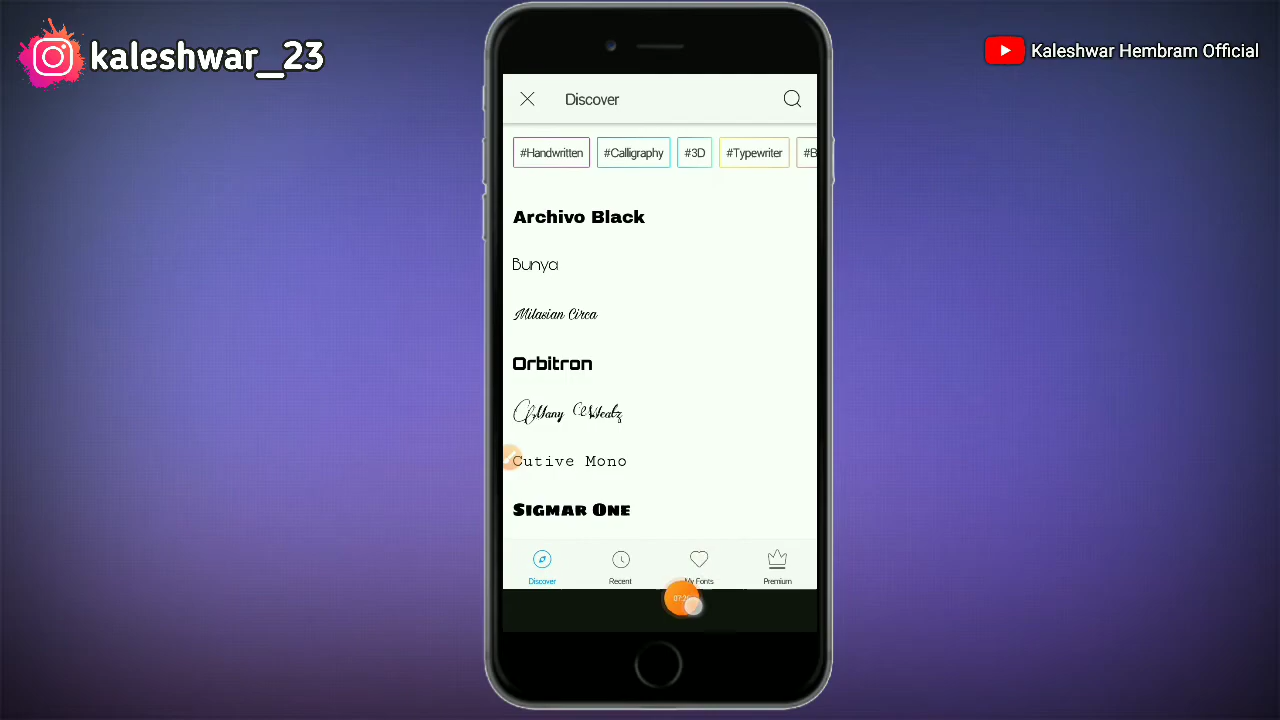 kaleshwar_23
Kaleshwar Hembram Official
Discover
#Handwritten #Calligraphy #3D #Typewriter #B
Archivo Black
Bunya
Milasian Circa
Orbitron
Many Weatz
Cutive Mono
Sigmar One
Discover Recent My Fonts Premium